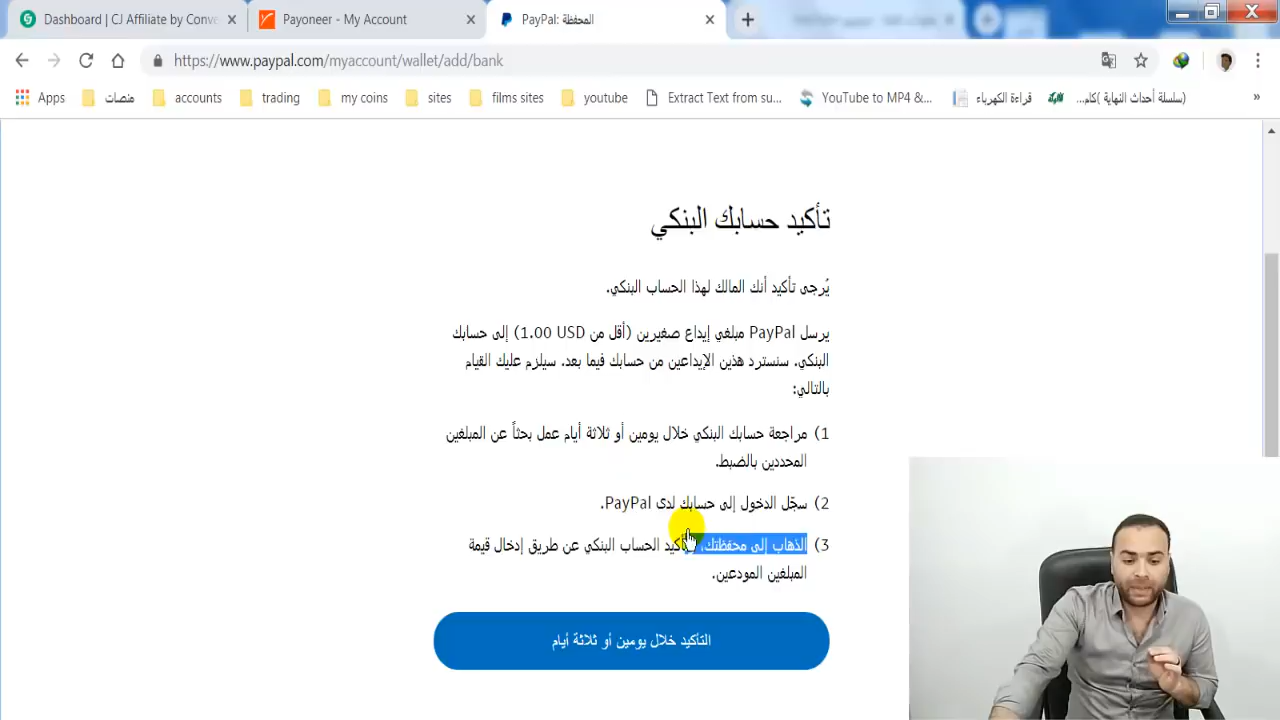 Dashboard | CJ Affiliate by Conve
Payoneer - My Account
PayPal: المحفظة
https://www.paypal.com/myaccount/wallet/add/bank
Apps
منصات
accounts
trading
my coins
sites
films sites
youtube
Extract Text from su...
YouTube to MP4 &...
قراءة الكهرباء
(سلسلة أحداث النهاية )كام...
»
تأكيد حسابك البنكي
يُرجى تأكيد أنك المالك لهذا الحساب البنكي.
يرسل PayPal مبلغي إيداع صغيرين (أقل من 1.00 USD) إلى حسابك
البنكي. سنسترد هذين الإيداعين من حسابك فيما بعد. سيلزم عليك القيام
بالتالي:
1) مراجعة حسابك البنكي خلال يومين أو ثلاثة أيام عمل بحثاً عن المبلغين
المحددين بالضبط.
2) سجّل الدخول إلى حسابك لدى PayPal.
3) الذهاب إلى محفظتك، وتأكيد الحساب البنكي عن طريق إدخال قيمة
المبلغين المودعين.
التأكيد خلال يومين أو ثلاثة أيام